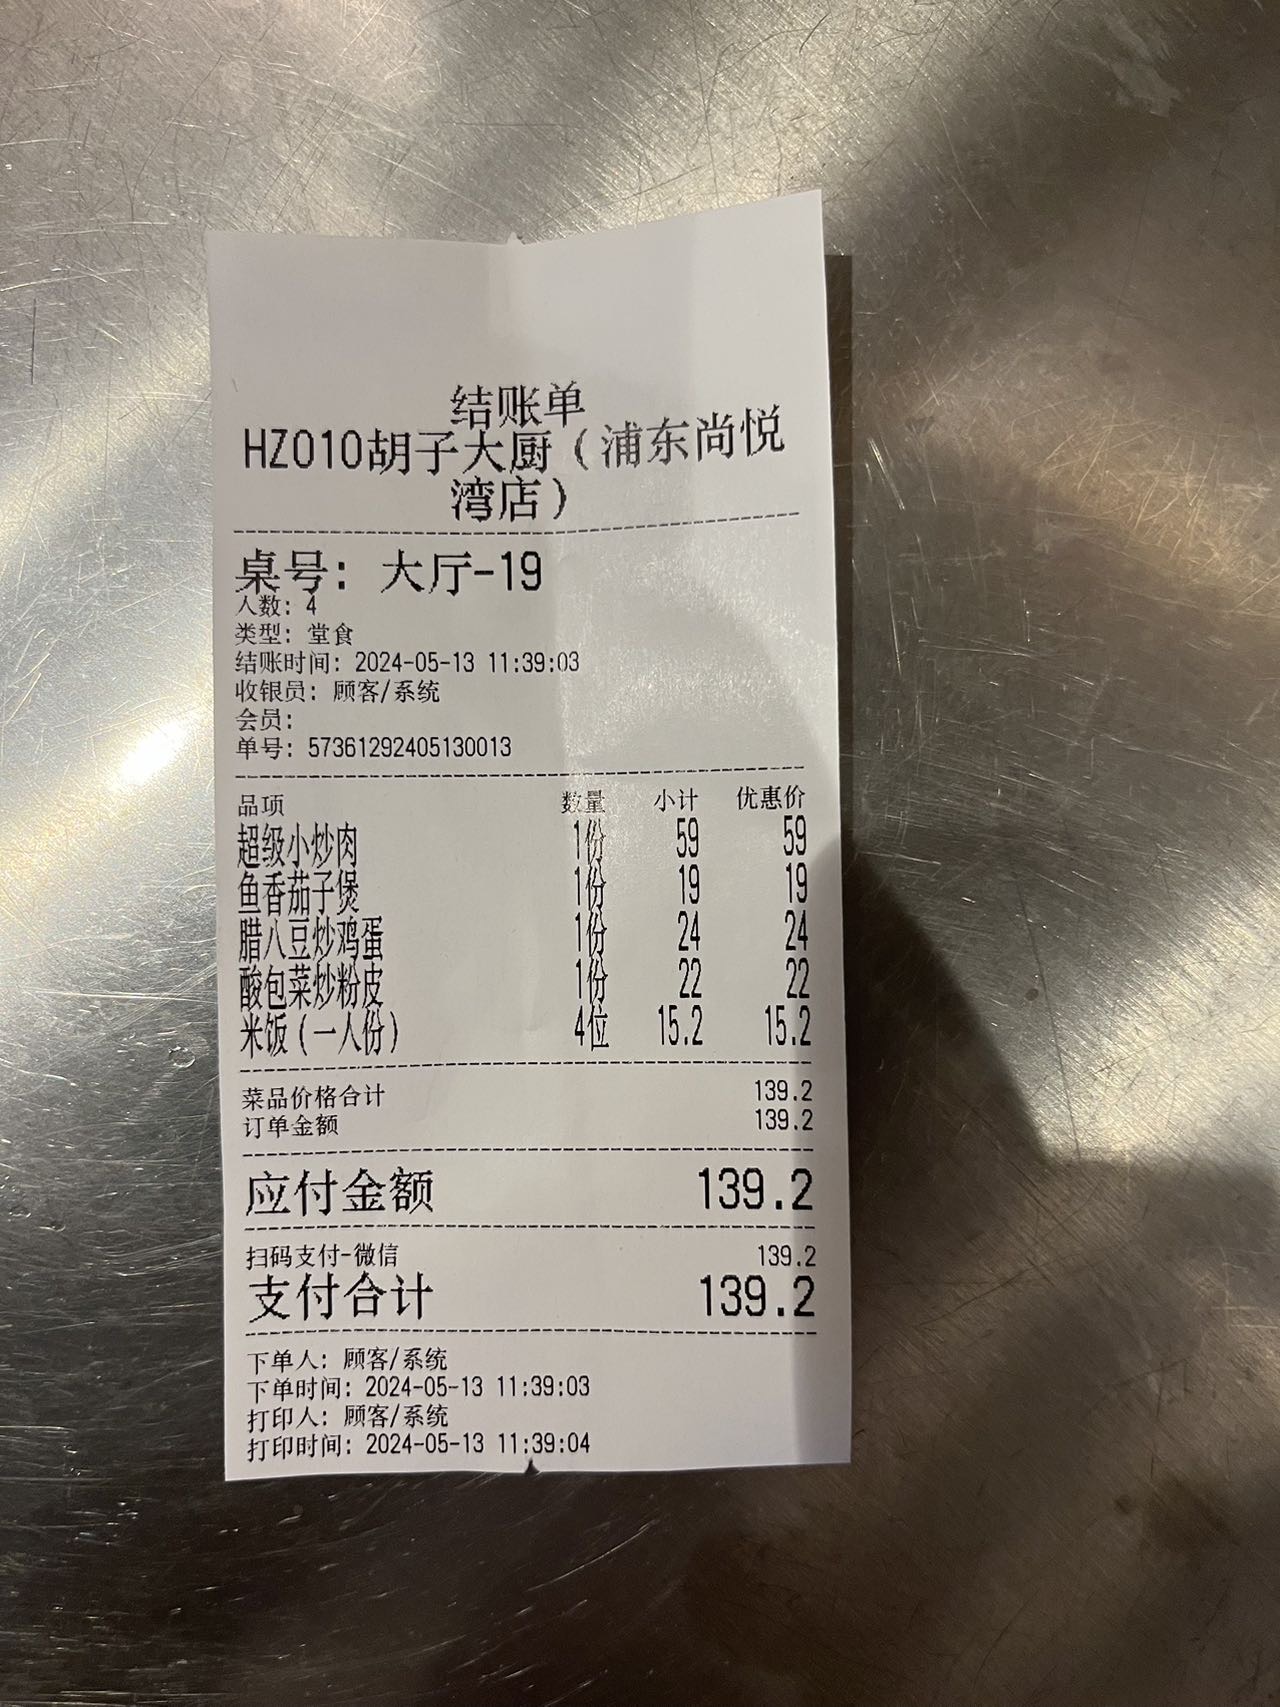 结账单
HZ010胡子大厨（浦东尚悦
湾店）
桌号: 大厅-19
人数: 4
类型: 堂食
结账时间: 2024-05-13 11:39:03
收银员: 顾客/系统
会员:
单号: 57361292405130013
品项 数量 小计 优惠价
超级小炒肉 1份 59 59
鱼香茄子煲 1份 19 19
腊八豆炒鸡蛋 1份 24 24
酸包菜炒粉皮 1份 22 22
米饭(一人份) 4位 15.2 15.2
菜品价格合计 139.2
订单金额 139.2
应付金额 139.2
扫码支付-微信 139.2
支付合计 139.2
下单人: 顾客/系统
下单时间: 2024-05-13 11:39:03
打印人: 顾客/系统
打印时间: 2024-05-13 11:39:04